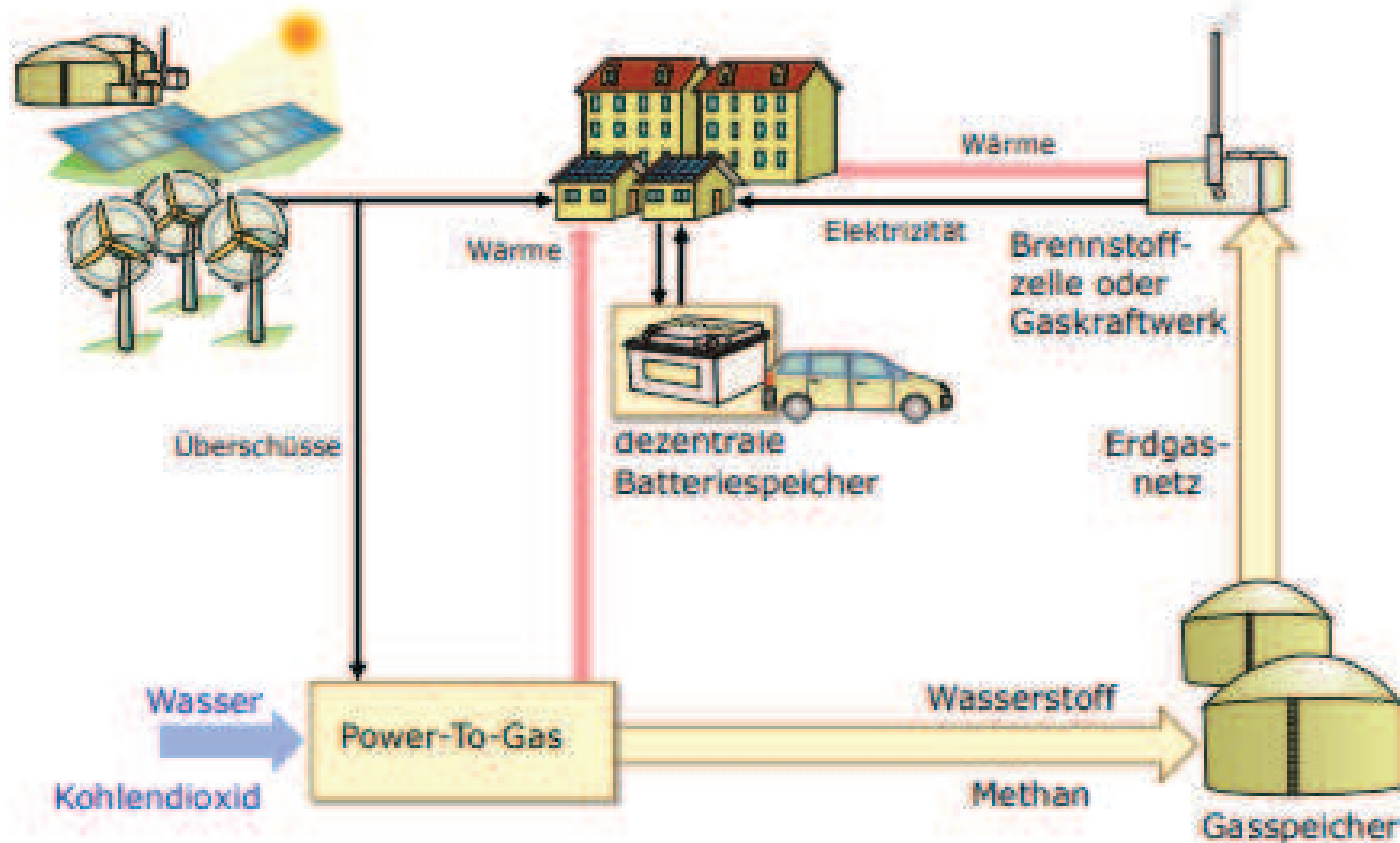 Wärme
Elektrizität
Wärme
Brennstoff-
zelle oder
Gaskraftwerk
Überschüsse
dezentrale
Batteriespeicher
Erdgas-
netz
Wasser
Kohlendioxid
Power-To-Gas
Wasserstoff
Methan
Gasspeicher